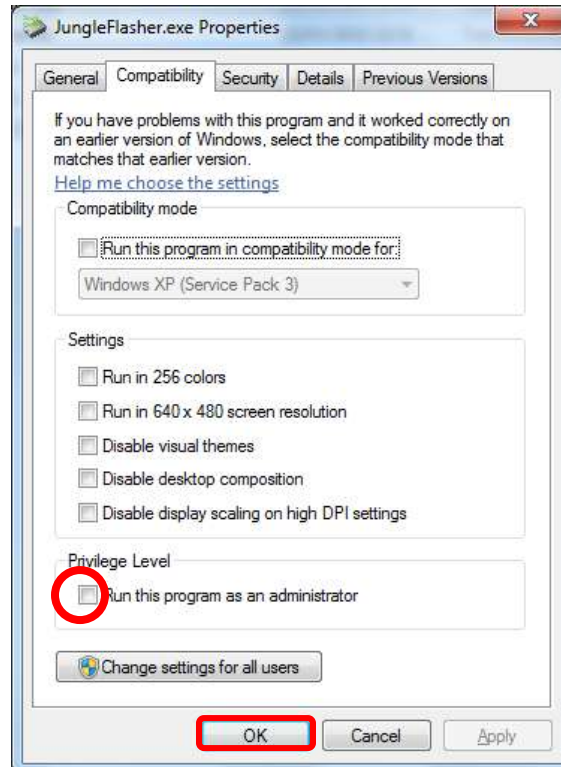 JungleFlasher.exe Properties
General Compatibility Security Details Previous Versions
If you have problems with this program and it worked correctly on
an earlier version of Windows, select the compatibility mode that
matches that earlier version.
Help me choose the settings
Compatibility mode
Run this program in compatibility mode for:
Windows XP (Service Pack 3)
Settings
Run in 256 colors
Run in 640 x 480 screen resolution
Disable visual themes
Disable desktop composition
Disable display scaling on high DPI settings
Privilege Level
Run this program as an administrator
Change settings for all users
OK Cancel Apply